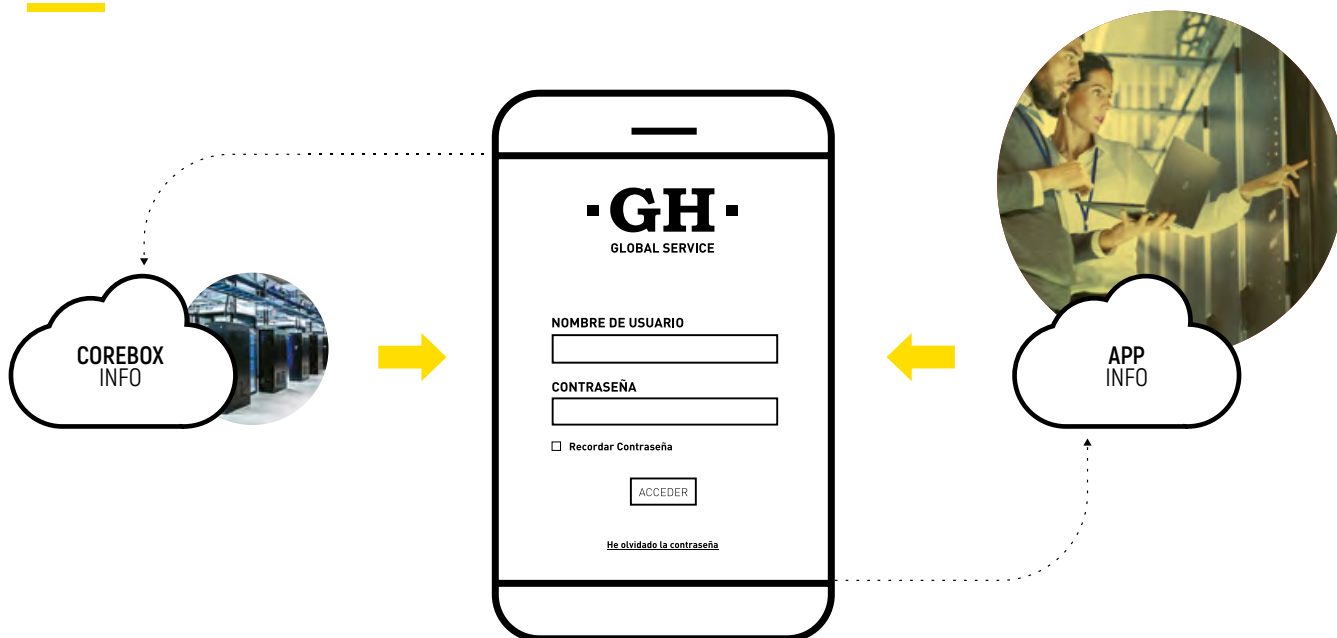 ·GH·
GLOBAL SERVICE
NOMBRE DE USUARIO
CONTRASEÑA
Recordar Contraseña
ACCEDER
He olvidado la contraseña
COREBOX
INFO
APP
INFO